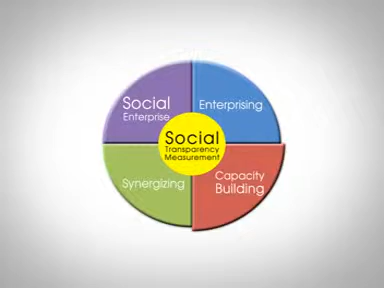 Social
Enterprise
Enterprising
Social
Transparency
Measurement
Synergizing
Capacity
Building